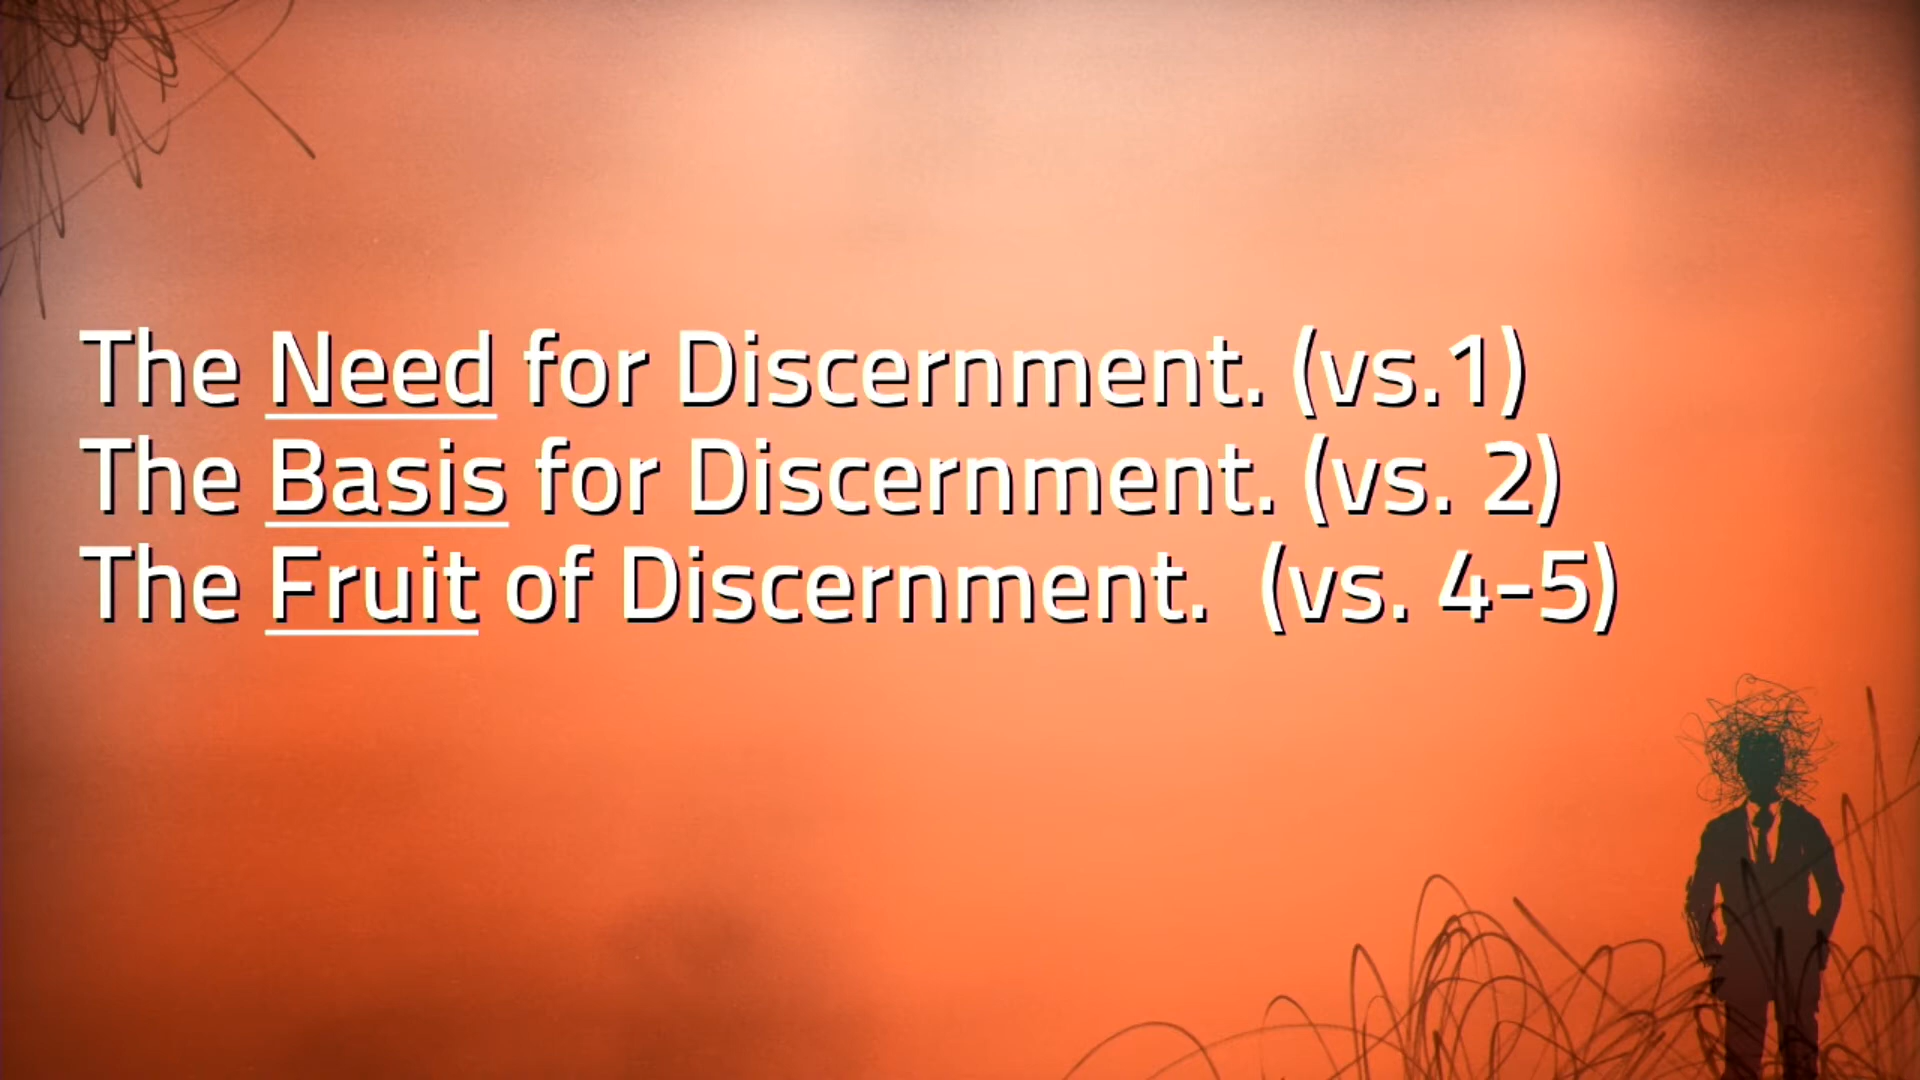 The Need for Discernment. (vs.1)
The Basis for Discernment. (vs. 2)
The Fruit of Discernment.  (vs. 4-5)